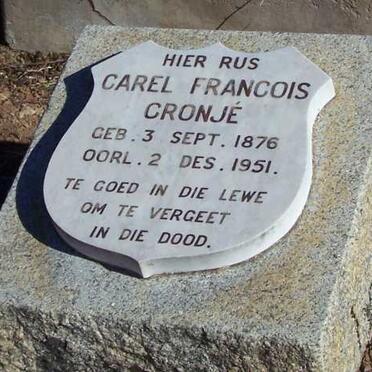 HIER RUS
CAREL FRANCOIS
CRONJÉ
GEB. 3 SEPT. 1876
OORL. 2 DES. 1951.
TE GOED IN DIE LEWE
OM TE VERGEET
IN DIE DOOD.